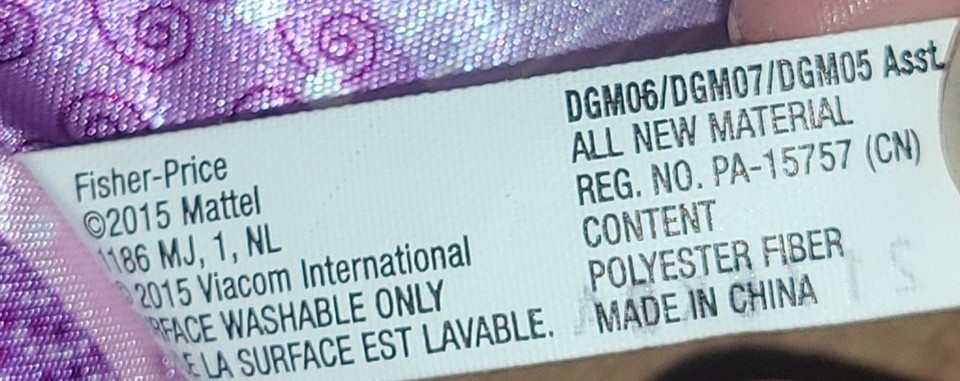 Fisher-Price
©2015 Mattel
1186 MJ, 1, NL
©2015 Viacom International
RFACE WASHABLE ONLY
E LA SURFACE EST LAVABLE.
DGM06/DGM07/DGM05 Asst
ALL NEW MATERIAL
REG. NO. PA-15757 (CN)
CONTENT
POLYESTER FIBER
MADE IN CHINA